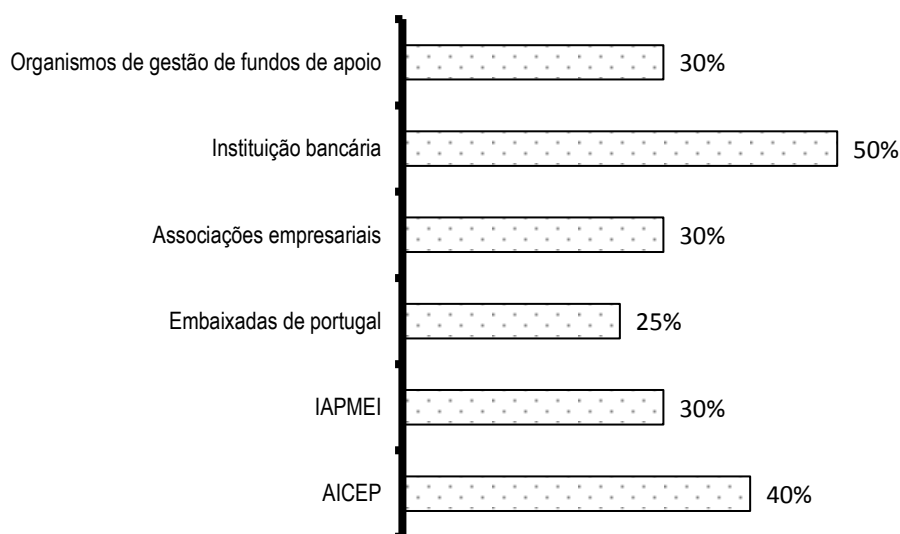 Organismos de gestão de fundos de apoio 30%
Instituição bancária 50%
Associações empresariais 30%
Embaixadas de portugal 25%
IAPMEI 30%
AICEP 40%